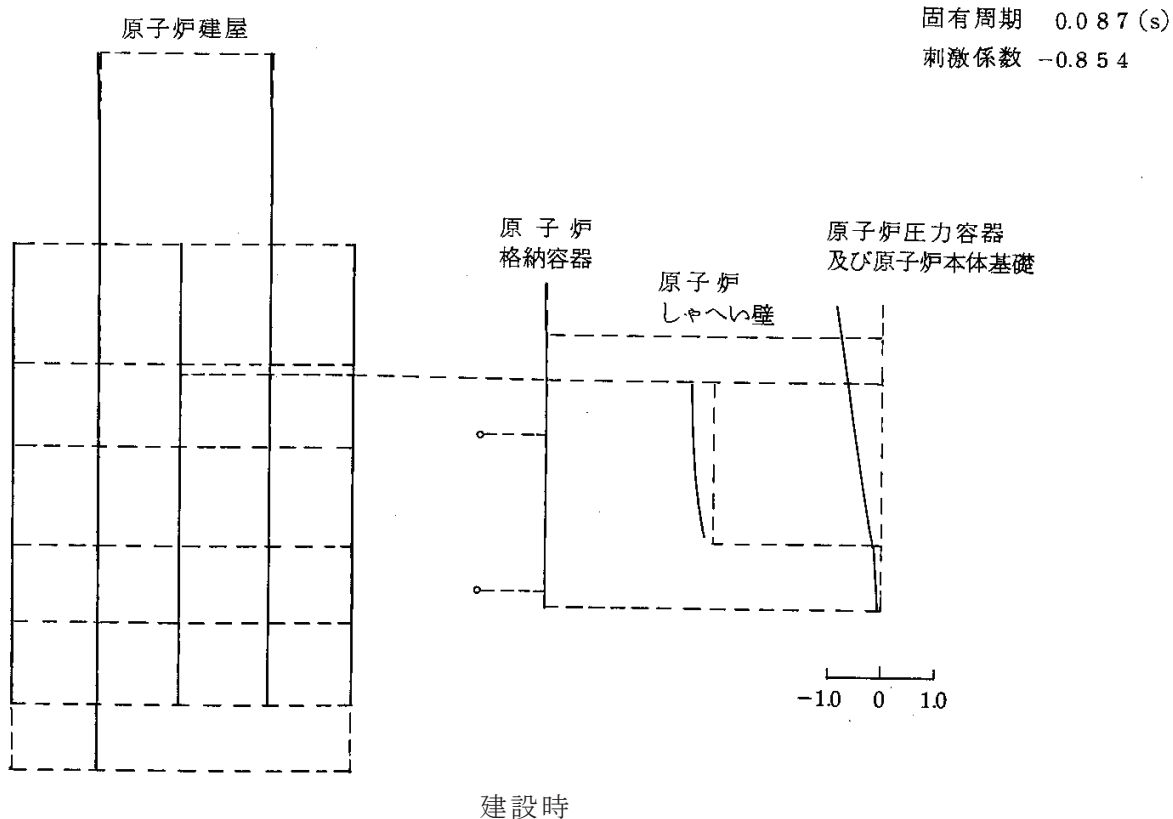 原子炉建屋
固有周期 0.087(s)
刺激係数 -0.854
原子炉
格納容器
原子炉
しゃへい壁
原子炉圧力容器
及び原子炉本体基礎
-1.0 0 1.0
建設時